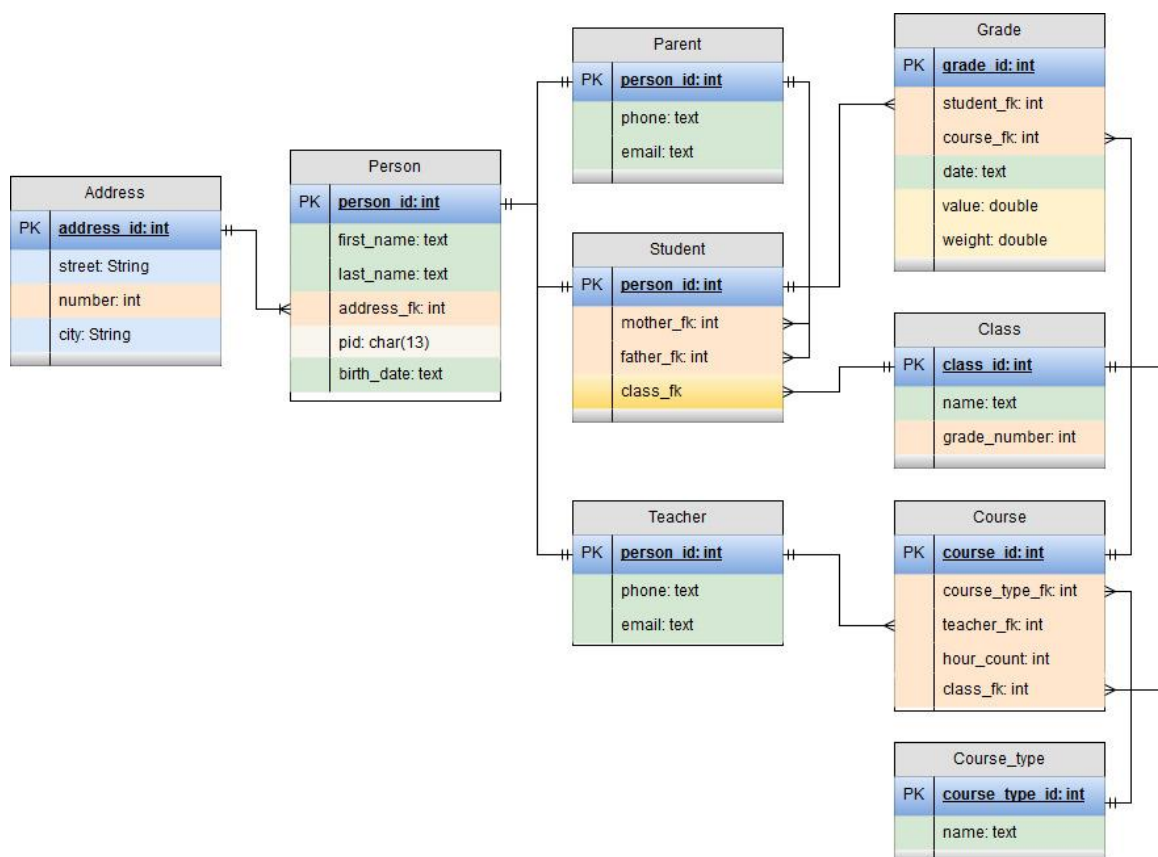 Address
PK address_id: int
street: String
number: int
city: String
Person
PK person_id: int
first_name: text
last_name: text
address_fk: int
pid: char(13)
birth_date: text
Parent
PK person_id: int
phone: text
email: text
Student
PK person_id: int
mother_fk: int
father_fk: int
class_fk
Teacher
PK person_id: int
phone: text
email: text
Grade
PK grade_id: int
student_fk: int
course_fk: int
date: text
value: double
weight: double
Class
PK class_id: int
name: text
grade_number: int
Course
PK course_id: int
course_type_fk: int
teacher_fk: int
hour_count: int
class_fk: int
Course_type
PK course_type_id: int
name: text